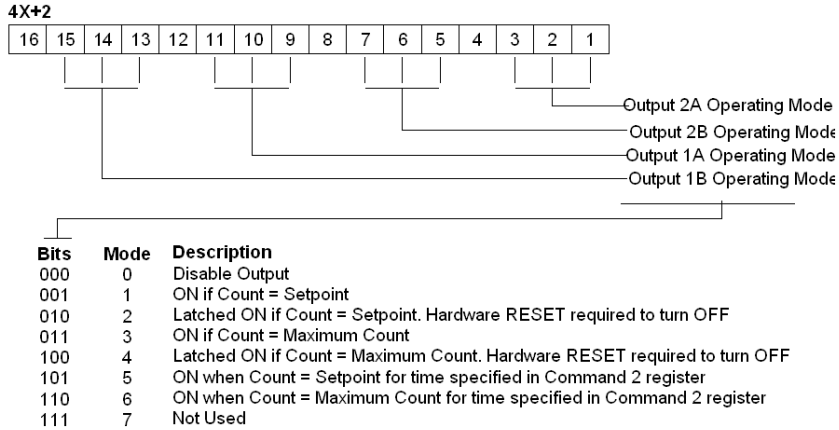 4X+2
16 15 14 13 12 11 10 9 8 7 6 5 4 3 2 1
Output 2A Operating Mode
Output 2B Operating Mode
Output 1A Operating Mode
Output 1B Operating Mode
Bits Mode Description
000 0 Disable Output
001 1 ON if Count = Setpoint
010 2 Latched ON if Count = Setpoint. Hardware RESET required to turn OFF
011 3 ON if Count = Maximum Count
100 4 Latched ON if Count = Maximum Count. Hardware RESET required to turn OFF
101 5 ON when Count = Setpoint for time specified in Command 2 register
110 6 ON when Count = Maximum Count for time specified in Command 2 register
111 7 Not Used